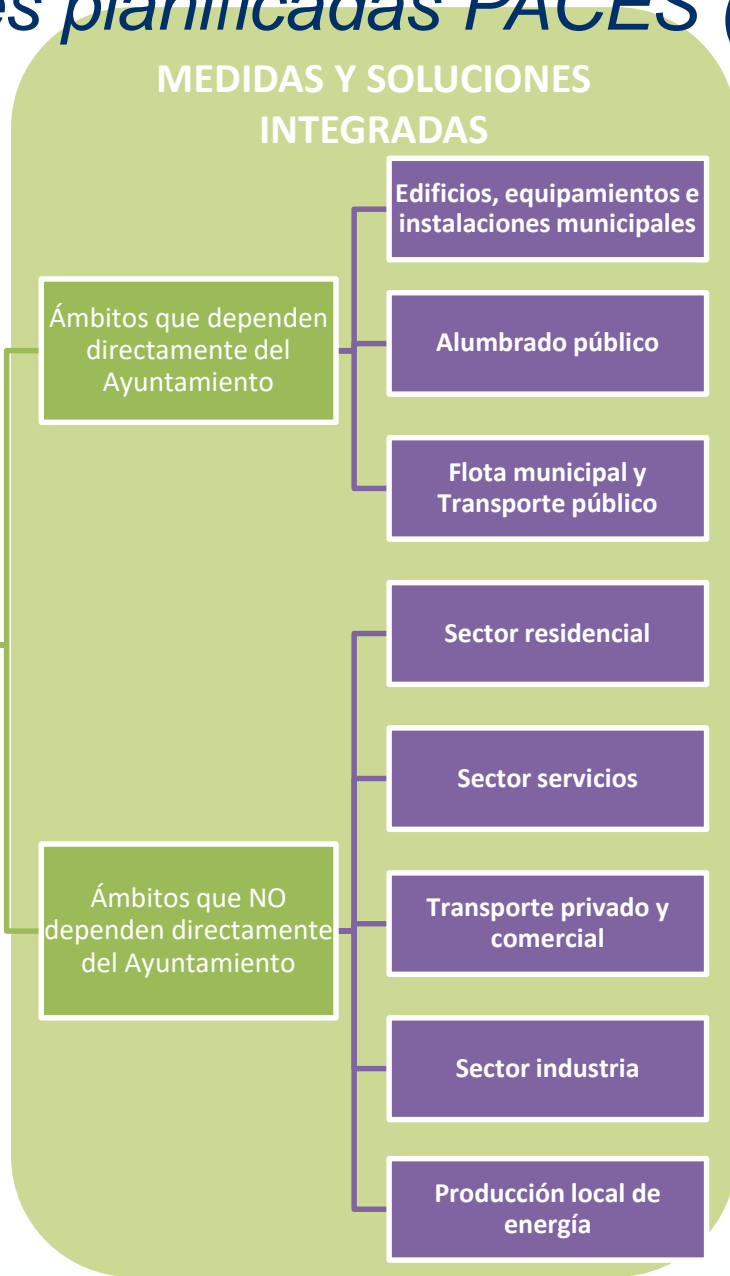 es planificadas PACES (
MEDIDAS Y SOLUCIONES
INTEGRADAS
Ámbitos que dependen
directamente del
Ayuntamiento
Edificios, equipamientos e
instalaciones municipales
Alumbrado público
Flota municipal y
Transporte público
Ámbitos que NO
dependen directamente
del Ayuntamiento
Sector residencial
Sector servicios
Transporte privado y
comercial
Sector industria
Producción local de
energía